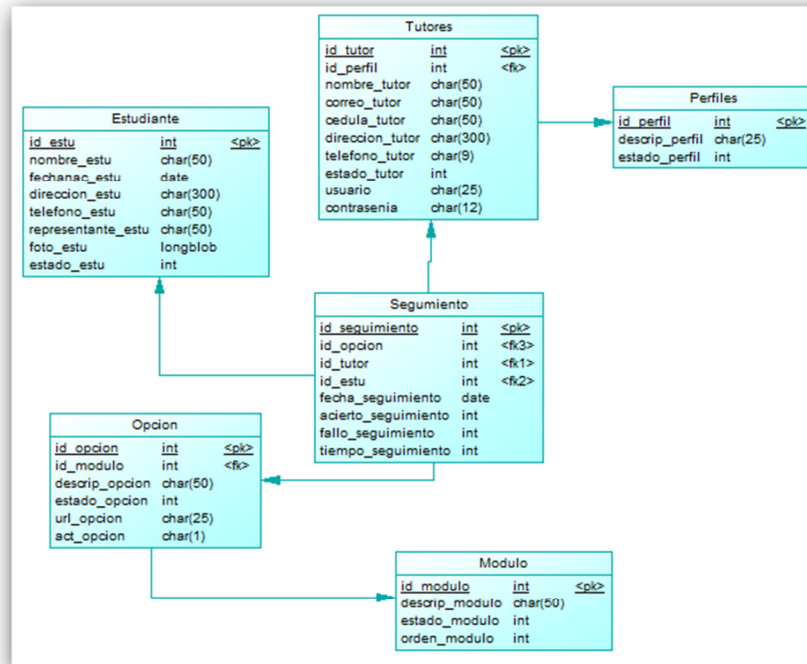 Tutores
id_tutor int <pk>
id_perfil int <fk>
nombre_tutor char(50)
correo_tutor char(50)
cedula_tutor char(50)
direccion_tutor char(300)
telefono_tutor char(9)
estado_tutor int
usuario char(25)
contrasenia char(12)
Perfiles
id_perfil int <pk>
descrip_perfil char(25)
estado_perfil int
Estudiante
id_estu int <pk>
nombre_estu char(50)
fechanac_estu date
direccion_estu char(300)
telefono_estu char(50)
representante_estu char(50)
foto_estu longblob
estado_estu int
Segumiento
id_seguimiento int <pk>
id_opcion int <fk3>
id_tutor int <fk1>
id_estu int <fk2>
fecha_seguimiento date
acierto_seguimiento int
fallo_seguimiento int
tiempo_seguimiento int
Opcion
id_opcion int <pk>
id_modulo int <fk>
descrip_opcion char(50)
estado_opcion int
url_opcion char(25)
act_opcion char(1)
Modulo
id_modulo int <pk>
descrip_modulo char(50)
estado_modulo int
orden_modulo int